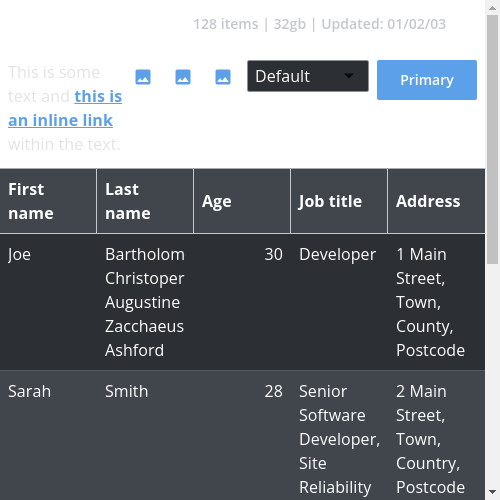 128 items | 32gb | Updated: 01/02/03
This is some
text and this is
an inline link
within the text.
Default
Primary
First name
Last name
Age
Job title
Address
Joe
Bartholom
Christoper
Augustine
Zacchaeus
Ashford
30
Developer
1 Main
Street,
Town,
County,
Postcode
Sarah
Smith
28
Senior
Software
Developer,
Site
Reliability
2 Main
Street,
Town,
Country,
Postcode